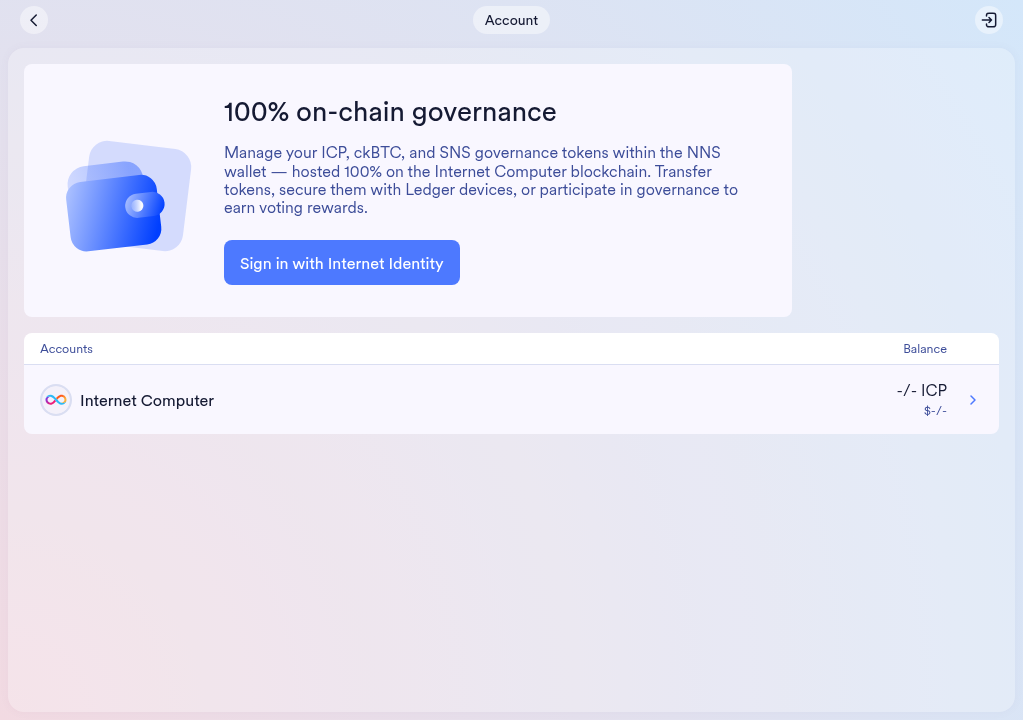 Account
100% on-chain governance
Manage your ICP, ckBTC, and SNS governance tokens within the NNS
wallet — hosted 100% on the Internet Computer blockchain. Transfer
tokens, secure them with Ledger devices, or participate in governance to
earn voting rewards.
Sign in with Internet Identity
Accounts Balance
Internet Computer -/- ICP
$-/-